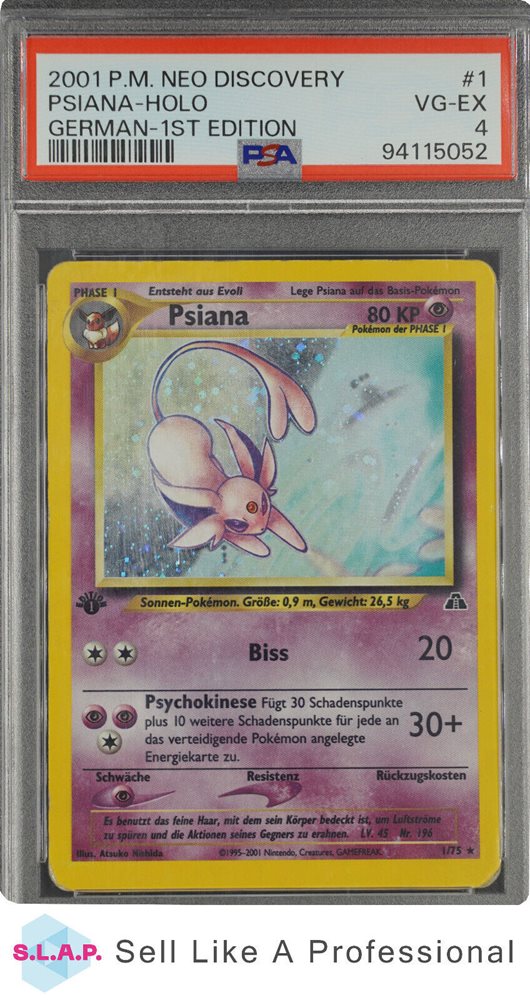 2001 P.M. NEO DISCOVERY #1
PSIANA-HOLO VG-EX
GERMAN-1ST EDITION 4
PSA 94115052
PHASE 1 Entsteht aus Evoli Lege Psiana auf das Basis-Pokémon
Psiana 80 KP
Pokémon der PHASE 1
EDITION
1
Sonnen-Pokémon. Größe: 0,9 m, Gewicht: 26,5 kg
Biss 20
Psychokinese Fügt 30 Schadenspunkte
plus 10 weitere Schadenspunkte für jede an 30+
das verteidigende Pokémon angelegte
Energiekarte zu.
Schwäche Resistenz Rückzugskosten
Es benutzt das feine Haar, mit dem sein Körper bedeckt ist, um Luftströme
zu spüren und die Aktionen seines Gegners zu erahnen. LV. 45 Nr. 196
Illus. Atsuko Nishida ©1995-2001 Nintendo, Creatures, GAMEFREAK. 1/75 ★
S.L.A.P. Sell Like A Professional